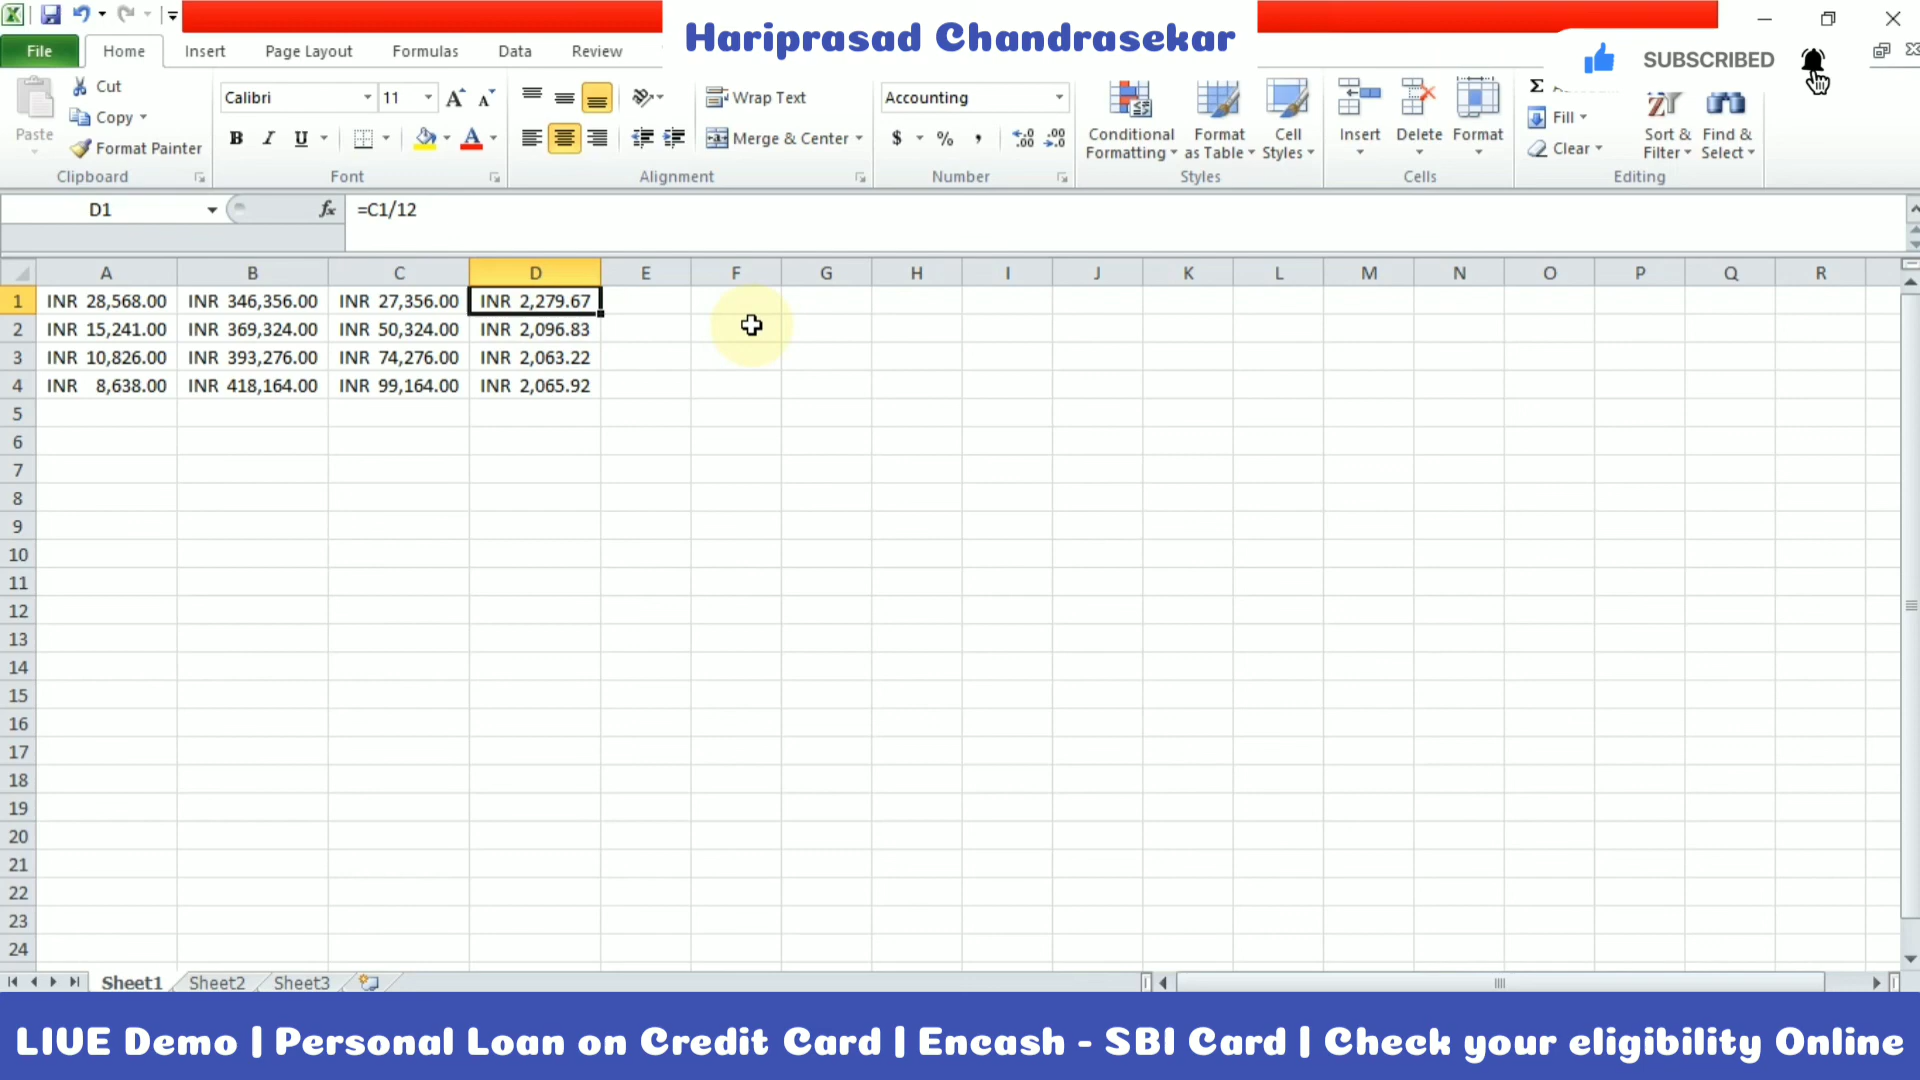 Hariprasad Chandrasekar
SUBSCRIBED
File Home Insert Page Layout Formulas Data Review
Paste
Cut
Copy
Format Painter
Clipboard
Calibri 11
B I U A
Font
Wrap Text
Merge & Center
Alignment
Accounting
$ % ,
Number
Conditional Formatting
Format as Table
Cell Styles
Styles
Insert Delete Format
Cells
Σ
Fill
Clear
Sort & Filter
Find & Select
Editing
D1 fx =C1/12
A B C D E F G H I J K L M N O P Q R
1 INR 28,568.00 INR 346,356.00 INR 27,356.00 INR 2,279.67
2 INR 15,241.00 INR 369,324.00 INR 50,324.00 INR 2,096.83
3 INR 10,826.00 INR 393,276.00 INR 74,276.00 INR 2,063.22
4 INR 8,638.00 INR 418,164.00 INR 99,164.00 INR 2,065.92
5
6
7
8
9
10
11
12
13
14
15
16
17
18
19
20
21
22
23
24
Sheet1 Sheet2 Sheet3
LIVE Demo | Personal Loan on Credit Card | Encash - SBI Card | Check your eligibility Online